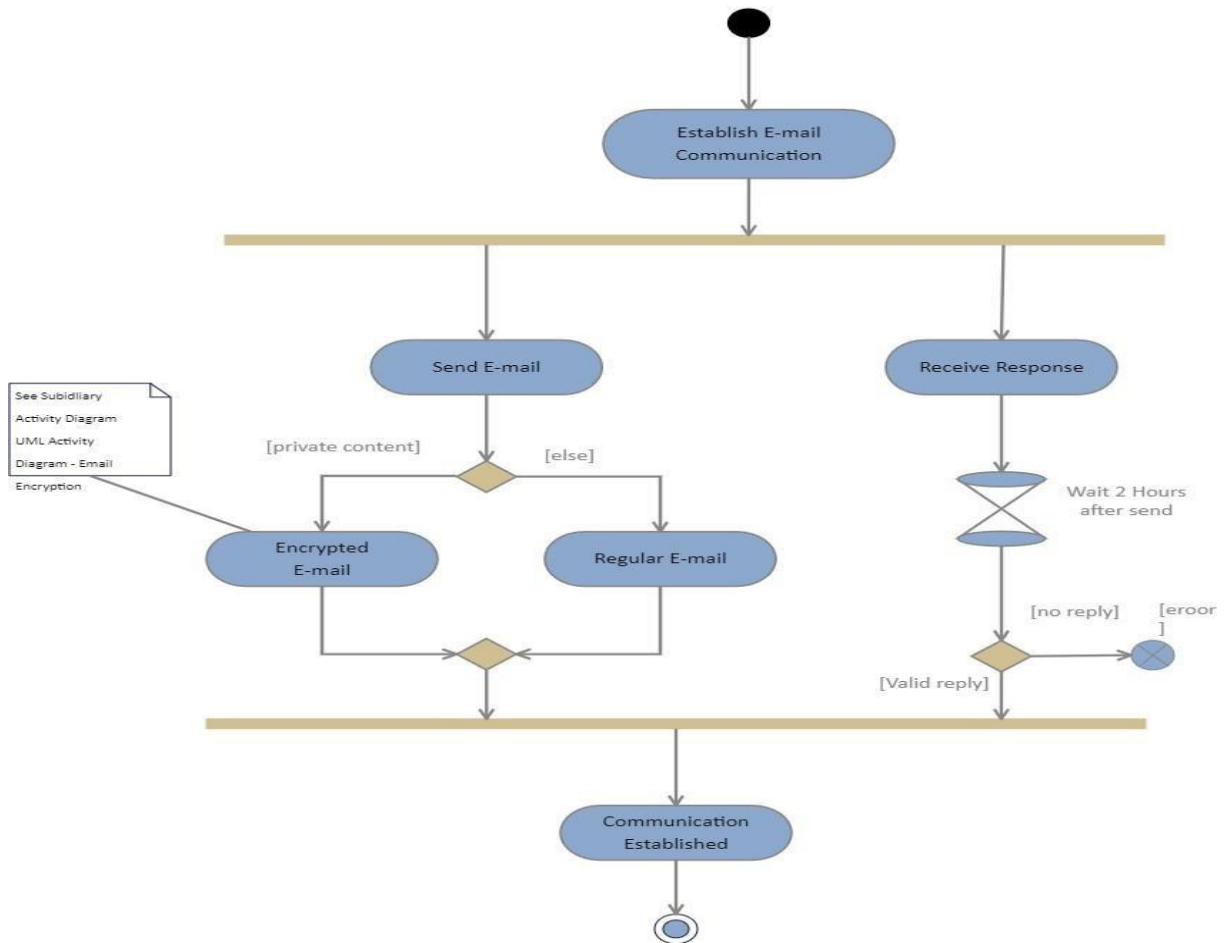 Establish E-mail
Communication
Send E-mail
Receive Response
See Subidliary
Activity Diagram
UML Activity
Diagram - Email
Encryption
[private content]
[else]
Wait 2 Hours
after send
Encrypted
E-mail
Regular E-mail
[no reply]
[eroor
]
[Valid reply]
Communication
Established